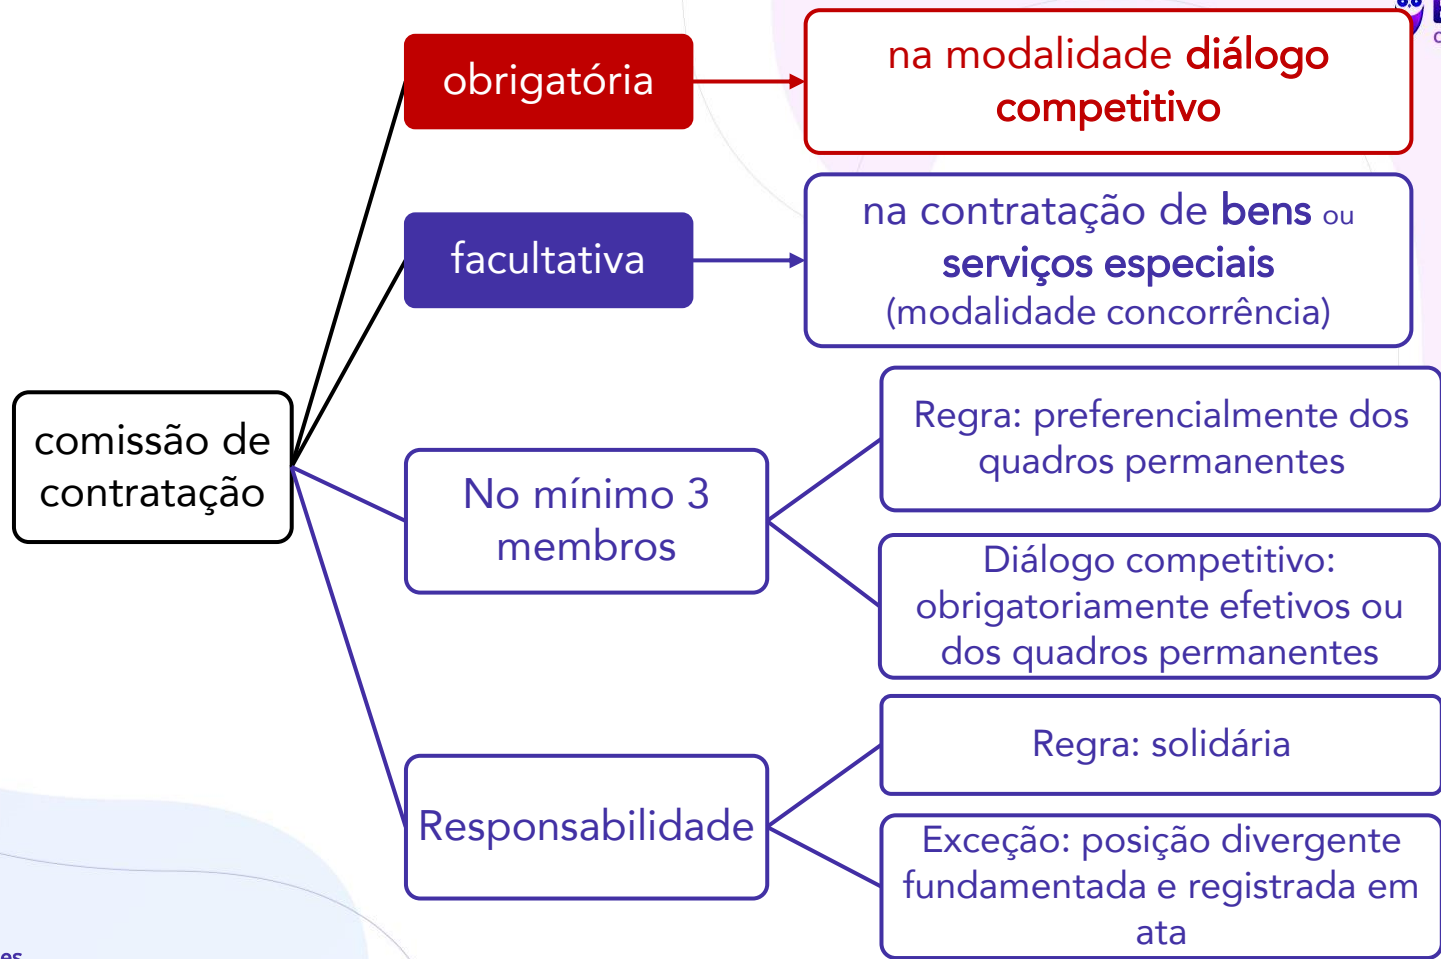 obrigatória
na modalidade diálogo
competitivo
facultativa
na contratação de bens ou
serviços especiais
(modalidade concorrência)
comissão de
contratação
No mínimo 3
membros
Regra: preferencialmente dos
quadros permanentes
Diálogo competitivo:
obrigatoriamente efetivos ou
dos quadros permanentes
Responsabilidade
Regra: solidária
Exceção: posição divergente
fundamentada e registrada em
ata